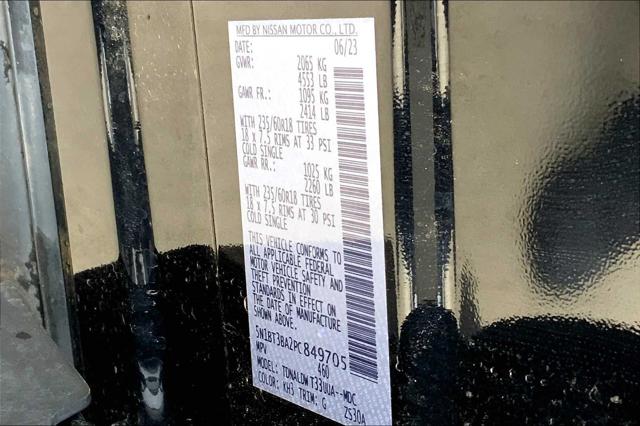 MFD BY NISSAN MOTOR CO., LTD.
DATE: 06/23
GVWR: 2065 KG
4553 LB
GAWR FR.: 1095 KG
2414 LB
WITH 235/60R18 TIRES
18 x 7.5 RIMS AT 33 PSI
COLD SINGLE
GAWR RR.: 1025 KG
2260 LB
WITH 235/60R18 TIRES
18 x 7.5 RIMS AT 30 PSI
COLD SINGLE
THIS VEHICLE CONFORMS TO
ALL APPLICABLE FEDERAL
MOTOR VEHICLE SAFETY AND
THEFT PREVENTION
STANDARDS IN EFFECT ON
THE DATE OF MANUFACTURE
SHOWN ABOVE.
5N1BT3BA2PC849705
MPV 460
MODEL: TDNALDWT33UUA--MDC
COLOR: KH3 TRIM: G
ZS30A